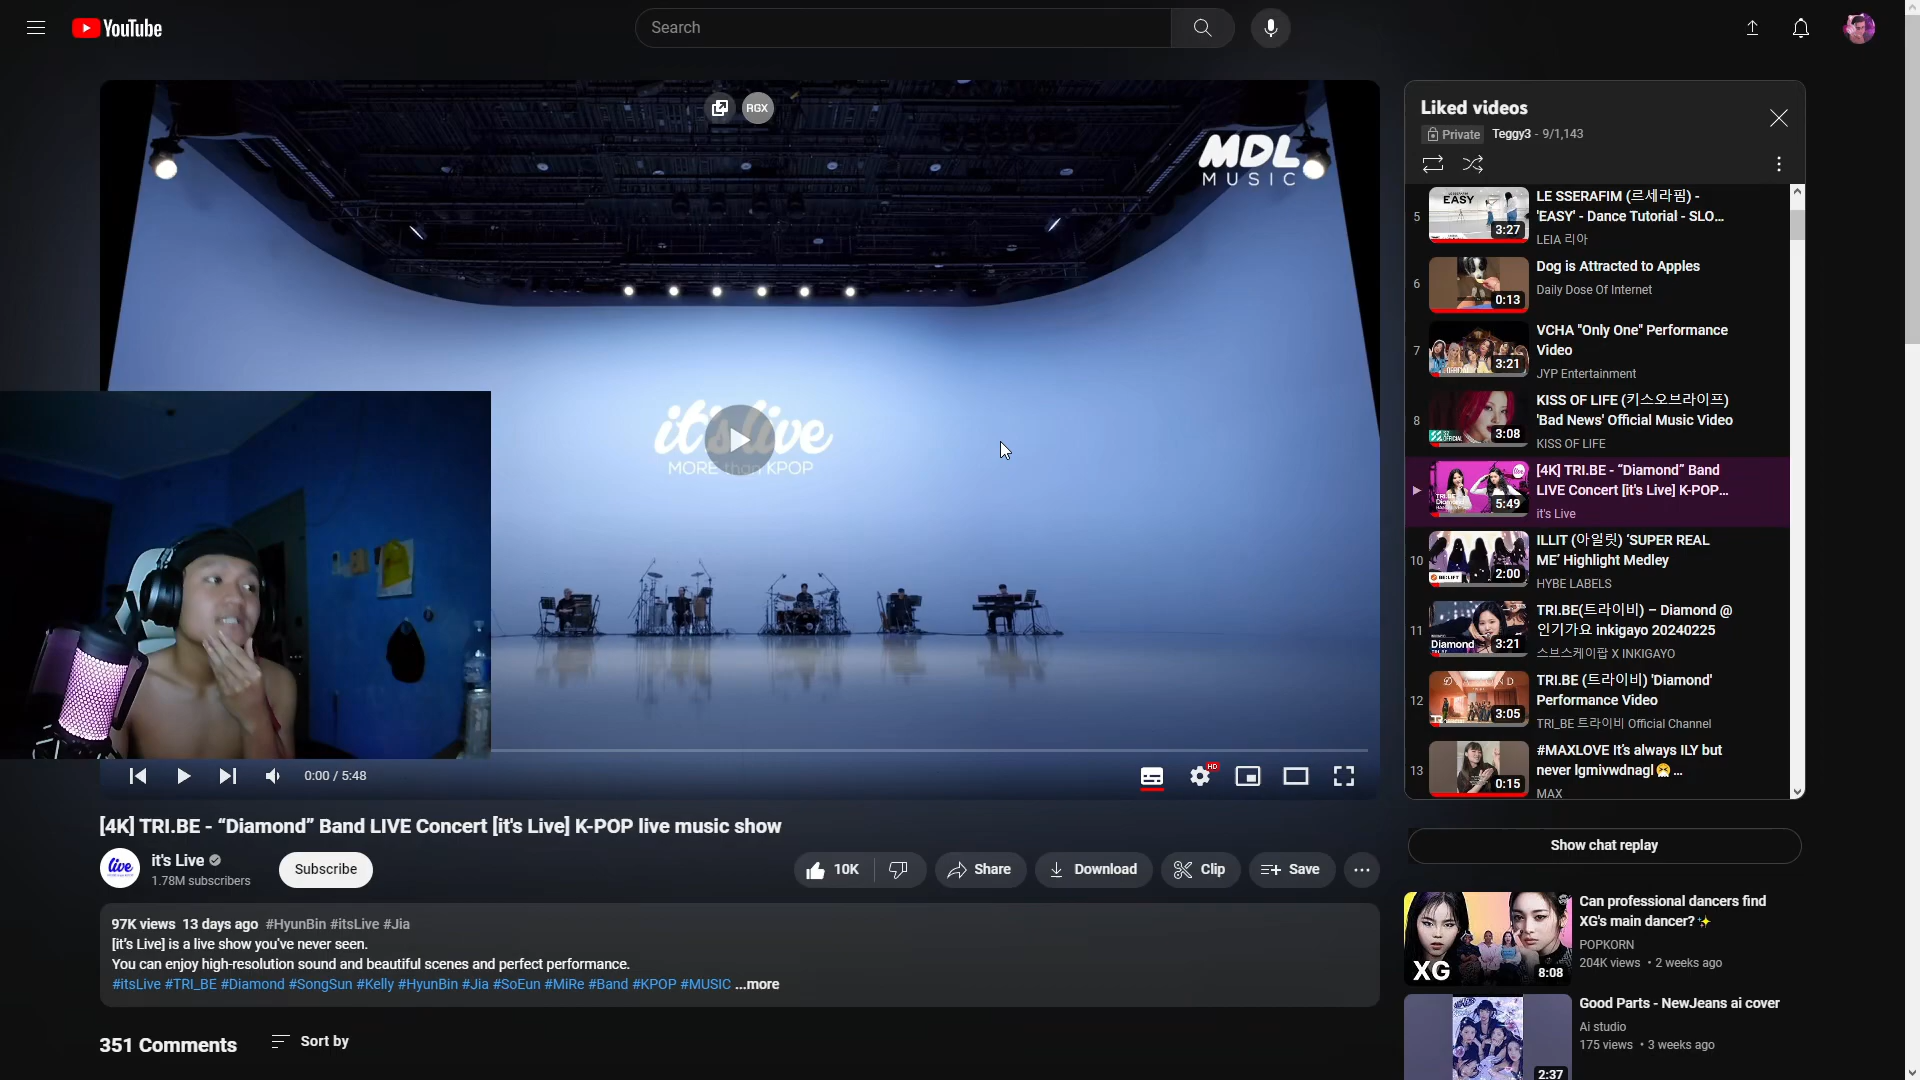 YouTube
Search
RGX
MDL
MUSIC
it's live
MORE than KPOP
0:00 / 5:48
HD
[4K] TRI.BE - “Diamond” Band LIVE Concert [it's Live] K-POP live music show
live
it's Live
1.78M subscribers
Subscribe
10K
Share
Download
Clip
Save
97K views 13 days ago #HyunBin #itsLive #Jia
[it's Live] is a live show you've never seen.
You can enjoy high-resolution sound and beautiful scenes and perfect performance.
#itsLive #TRI_BE #Diamond #SongSun #Kelly #HyunBin #Jia #SoEun #MiRe #Band #KPOP #MUSIC ...more
351 Comments
Sort by
Liked videos
Private Teggy3 - 9/1,143
5
EASY
3:27
LE SSERAFIM (르세라핌) -
'EASY' - Dance Tutorial - SLO...
LEIA 리아
6
0:13
Dog is Attracted to Apples
Daily Dose Of Internet
7
3:21
VCHA "Only One" Performance
Video
JYP Entertainment
8
3:08
KISS OF LIFE (키스오브라이프)
'Bad News' Official Music Video
KISS OF LIFE
5:49
[4K] TRI.BE - “Diamond” Band
LIVE Concert [it's Live] K-POP...
it's Live
10
2:00
ILLIT (아일릿) ‘SUPER REAL
ME’ Highlight Medley
HYBE LABELS
11
Diamond
3:21
TRI.BE(트라이비) – Diamond @
인기가요 inkigayo 20240225
스브스케이팝 X INKIGAYO
12
3:05
TRI.BE (트라이비) 'Diamond'
Performance Video
TRI_BE 트라이비 Official Channel
13
0:15
#MAXLOVE It's always ILY but
never lgmivwdnagl😤 ...
MAX
Show chat replay
XG
8:08
Can professional dancers find
XG's main dancer?✨
POPKORN
204K views • 2 weeks ago
2:37
Good Parts - NewJeans ai cover
Ai studio
175 views • 3 weeks ago